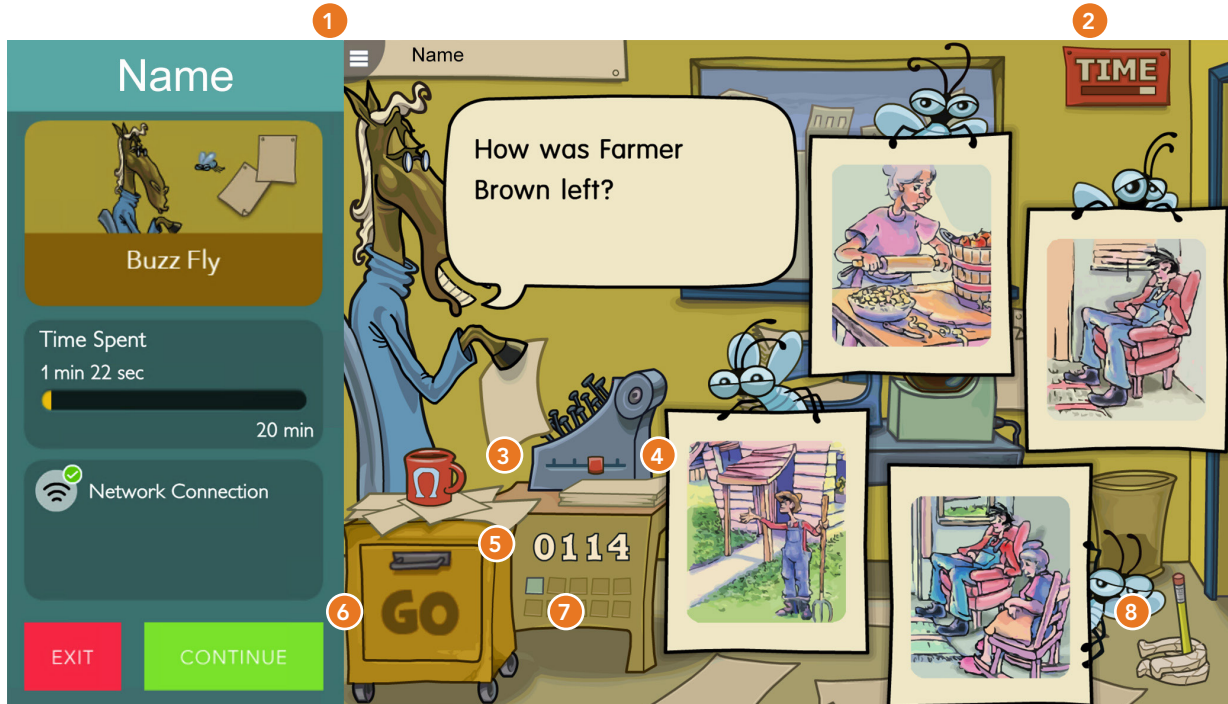 1
2
Name
Name
TIME
How was Farmer
Brown left?
Buzz Fly
Time Spent
1 min 22 sec
20 min
3
4
Network Connection
5
0114
6
GO
7
8
EXIT
CONTINUE